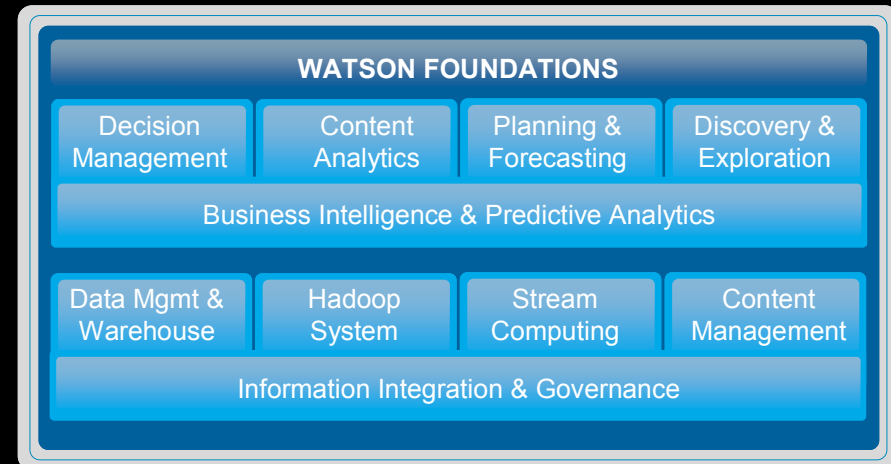 WATSON FOUNDATIONS
Decision
Management
Content
Analytics
Planning &
Forecasting
Discovery &
Exploration
Business Intelligence & Predictive Analytics
Data Mgmt &
Warehouse
Hadoop
System
Stream
Computing
Content
Management
Information Integration & Governance